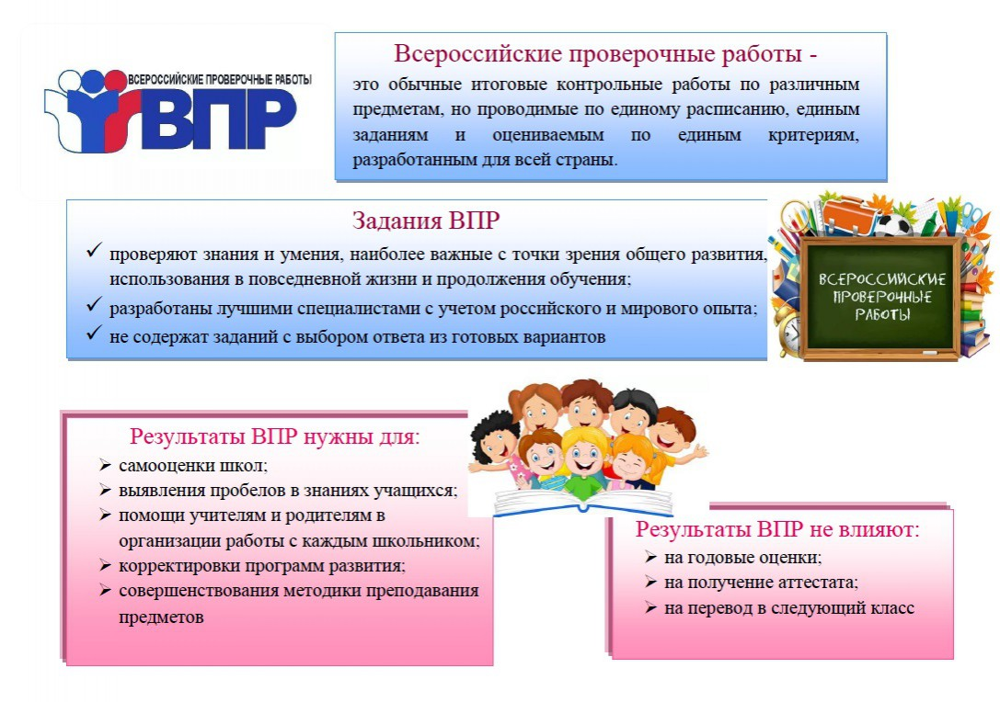 ВСЕРОССИЙСКИЕ ПРОВЕРОЧНЫЕ РАБОТЫ
ВПР
Всероссийские проверочные работы -
это обычные итоговые контрольные работы по различным
предметам, но проводимые по единому расписанию, единым
заданиям и оцениваемым по единым критериям,
разработанным для всей страны.
Задания ВПР
проверяют знания и умения, наиболее важные с точки зрения общего развития,
использования в повседневной жизни и продолжения обучения;
разработаны лучшими специалистами с учетом российского и мирового опыта;
не содержат заданий с выбором ответа из готовых вариантов
ВСЕРОССИЙСКИЕ
ПРОВЕРОЧНЫЕ
РАБОТЫ
Результаты ВПР нужны для:
самооценки школ;
выявления пробелов в знаниях учащихся;
помощи учителям и родителям в
организации работы с каждым школьником;
корректировки программ развития;
совершенствования методики преподавания
предметов
Результаты ВПР не влияют:
на годовые оценки;
на получение аттестата;
на перевод в следующий класс